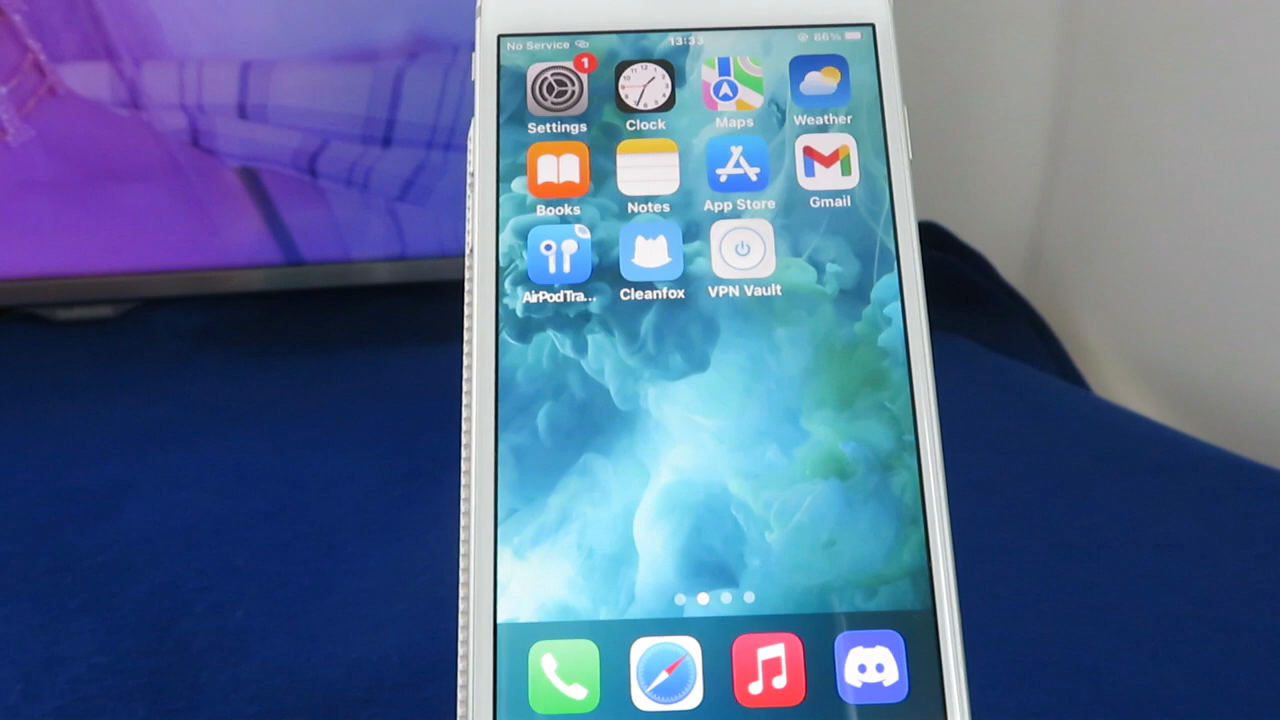 No Service 13:33 86%
1
Settings Clock Maps Weather
Books Notes App Store Gmail
AirPodTra... Cleanfox VPN Vault